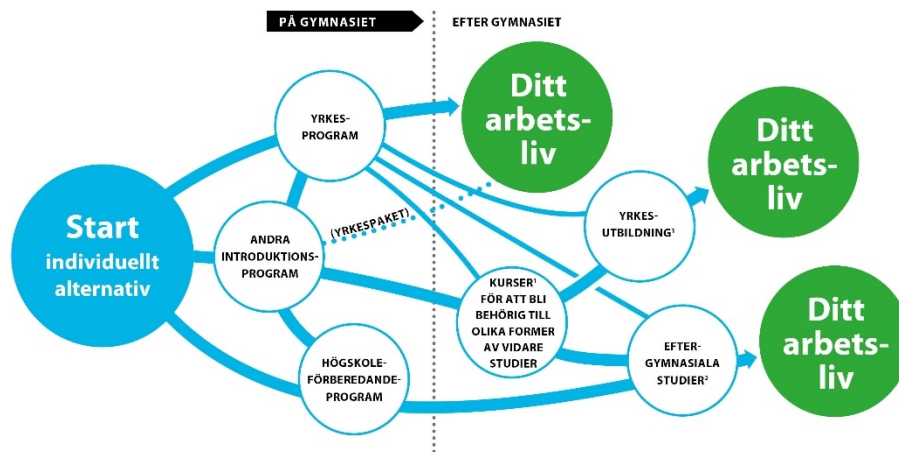 PÅ GYMNASIET
EFTER GYMNASIET
YRKES-
PROGRAM
Ditt
arbets-
liv
Ditt
arbets-
liv
Start
individuellt
alternativ
ANDRA
INTRODUKTIONS-
PROGRAM
(YRKESPAKET)
YRKES-
UTBILDNING¹
KURSER¹
FÖR ATT BLI
BEHÖRIG TILL
OLIKA FORMER
AV VIDARE
STUDIER
HÖGSKOLE-
FÖRBEREDANDE-
PROGRAM
EFTER-
GYMNASIALA
STUDIER²
Ditt
arbets-
liv